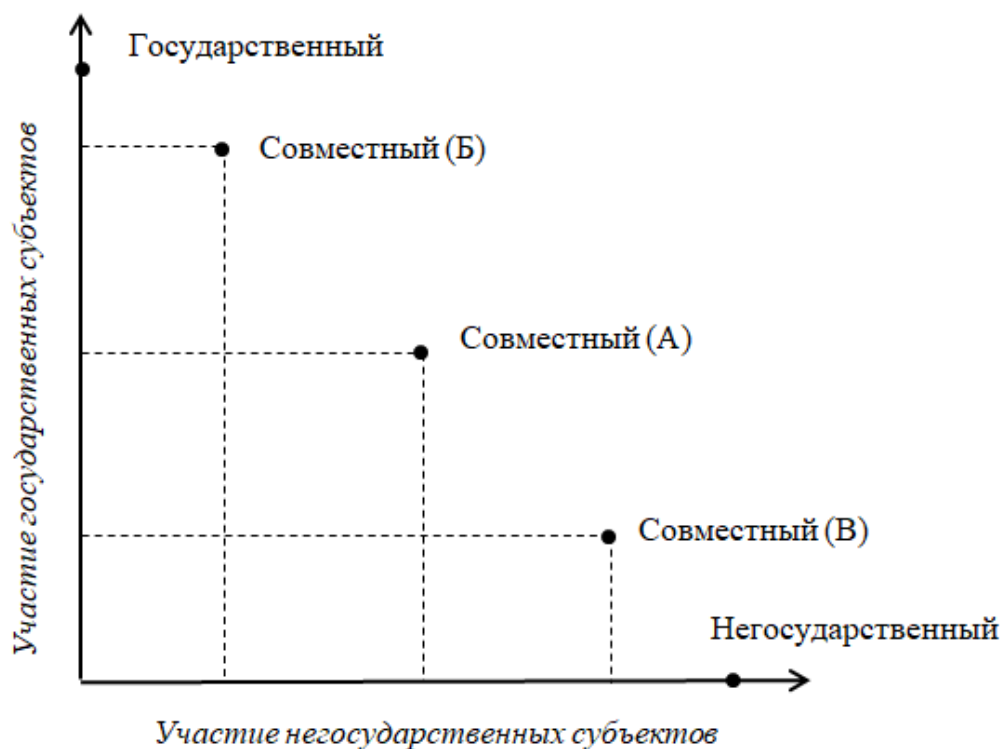 Государственный
Совместный (Б)
Участие государственных субъектов
Совместный (А)
Совместный (В)
Негосударственный
Участие негосударственных субъектов